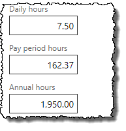 Daily hours
7.50
Pay period hours
162.37
Annual hours
1.950.00